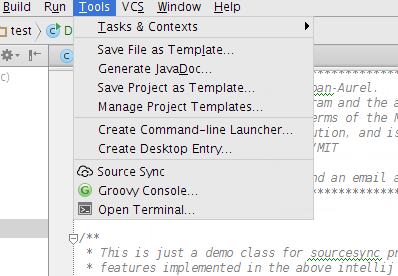 Build Run Tools VCS Window Help
test
Tasks & Contexts
Save File as Template...
Generate JavaDoc...
Save Project as Template...
Manage Project Templates...
Create Command-line Launcher...
Create Desktop Entry...
Source Sync
Groovy Console...
Open Terminal...
c)
ban-Aurel.
ram and the a
erms of the M
ution, and is
/MIT
nd an email a
/**
* This is just a demo class for sourcesync pr
* features implemented in the above intellij